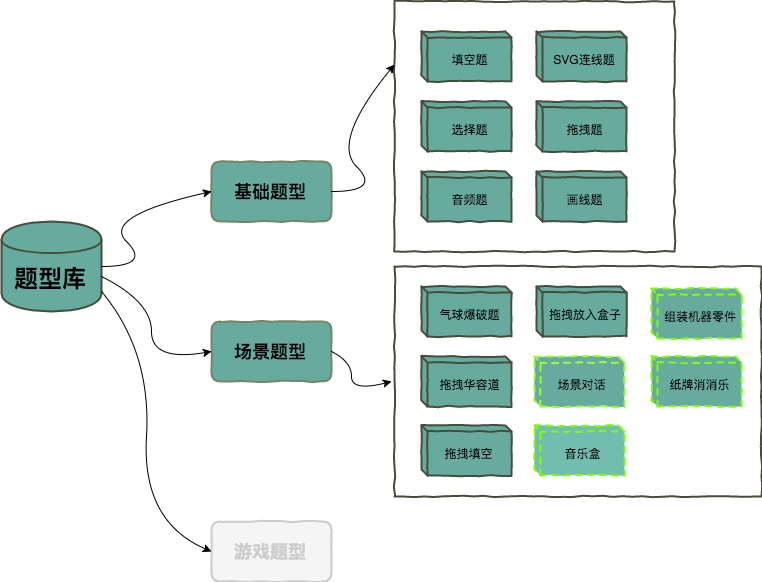 题型库
基础题型
填空题
SVG连线题
选择题
拖拽题
音频题
画线题
场景题型
气球爆破题
拖拽放入盒子
组装机器零件
拖拽华容道
场景对话
纸牌消消乐
拖拽填空
音乐盒
游戏题型